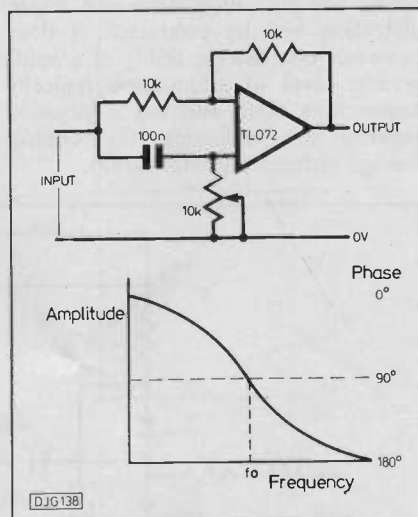 10k
10k
100n
TL072
OUTPUT
INPUT
10k
0V
Phase
0°
Amplitude
90°
180°
fo
Frequency
DJG138